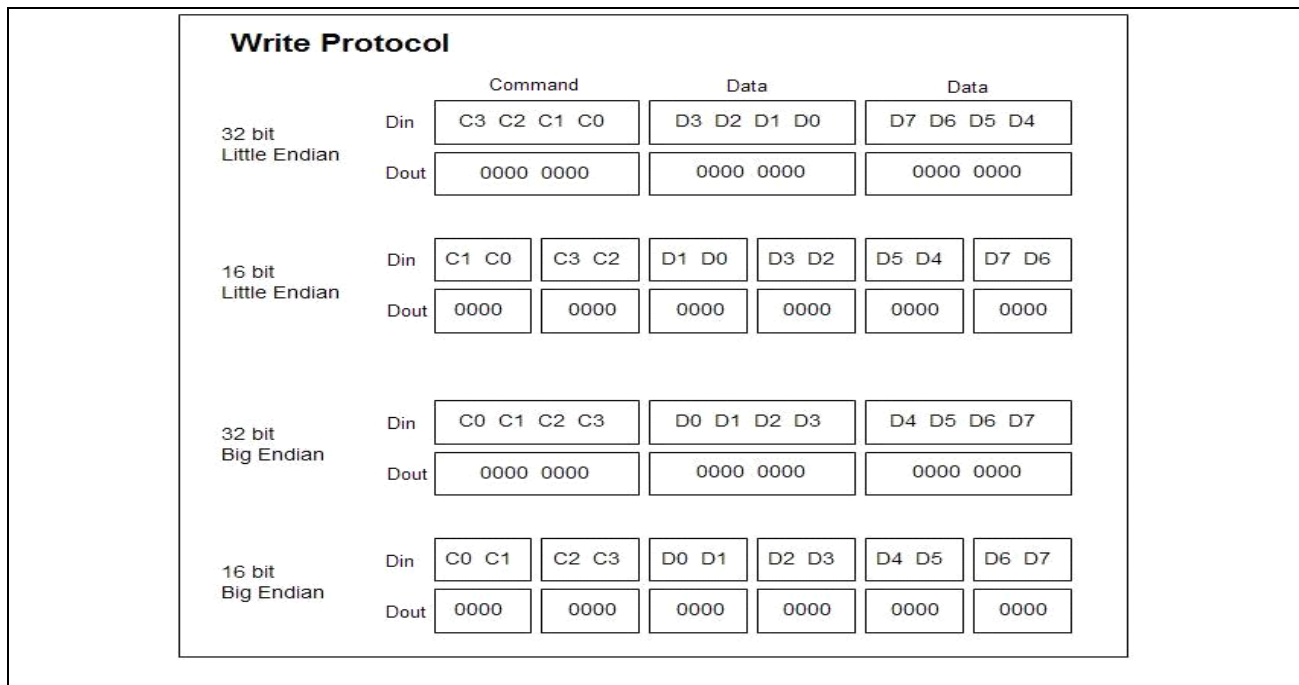 Write Protocol
Command Data Data
32 bit
Little Endian
Din C3 C2 C1 C0 D3 D2 D1 D0 D7 D6 D5 D4
Dout 0000 0000 0000 0000 0000 0000
16 bit
Little Endian
Din C1 C0 C3 C2 D1 D0 D3 D2 D5 D4 D7 D6
Dout 0000 0000 0000 0000 0000 0000
32 bit
Big Endian
Din C0 C1 C2 C3 D0 D1 D2 D3 D4 D5 D6 D7
Dout 0000 0000 0000 0000 0000 0000
16 bit
Big Endian
Din C0 C1 C2 C3 D0 D1 D2 D3 D4 D5 D6 D7
Dout 0000 0000 0000 0000 0000 0000